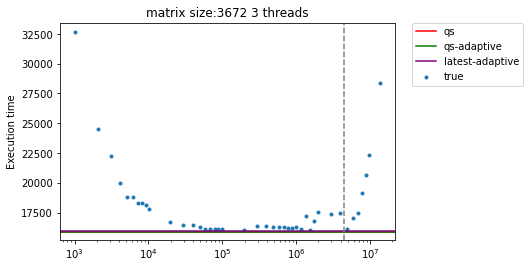 matrix size:3672 3 threads
32500
30000
27500
25000
22500
20000
17500
Execution time
10³
10⁴
10⁵
10⁶
10⁷
qs
qs-adaptive
latest-adaptive
true